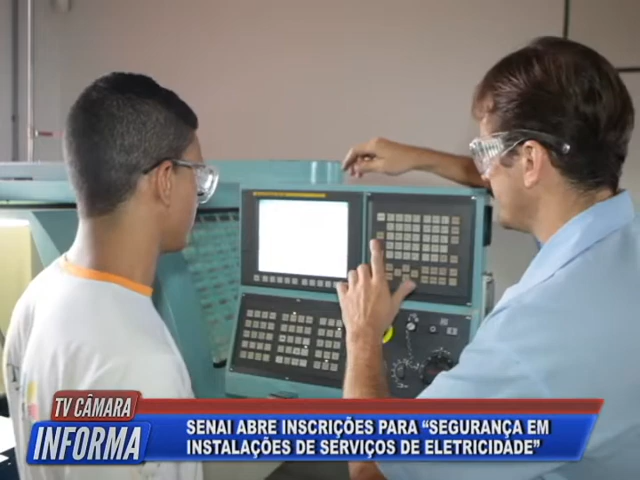 TV CÂMARA
INFORMA
SENAI ABRE INSCRIÇÕES PARA “SEGURANÇA EM
INSTALAÇÕES DE SERVIÇOS DE ELETRICIDADE”